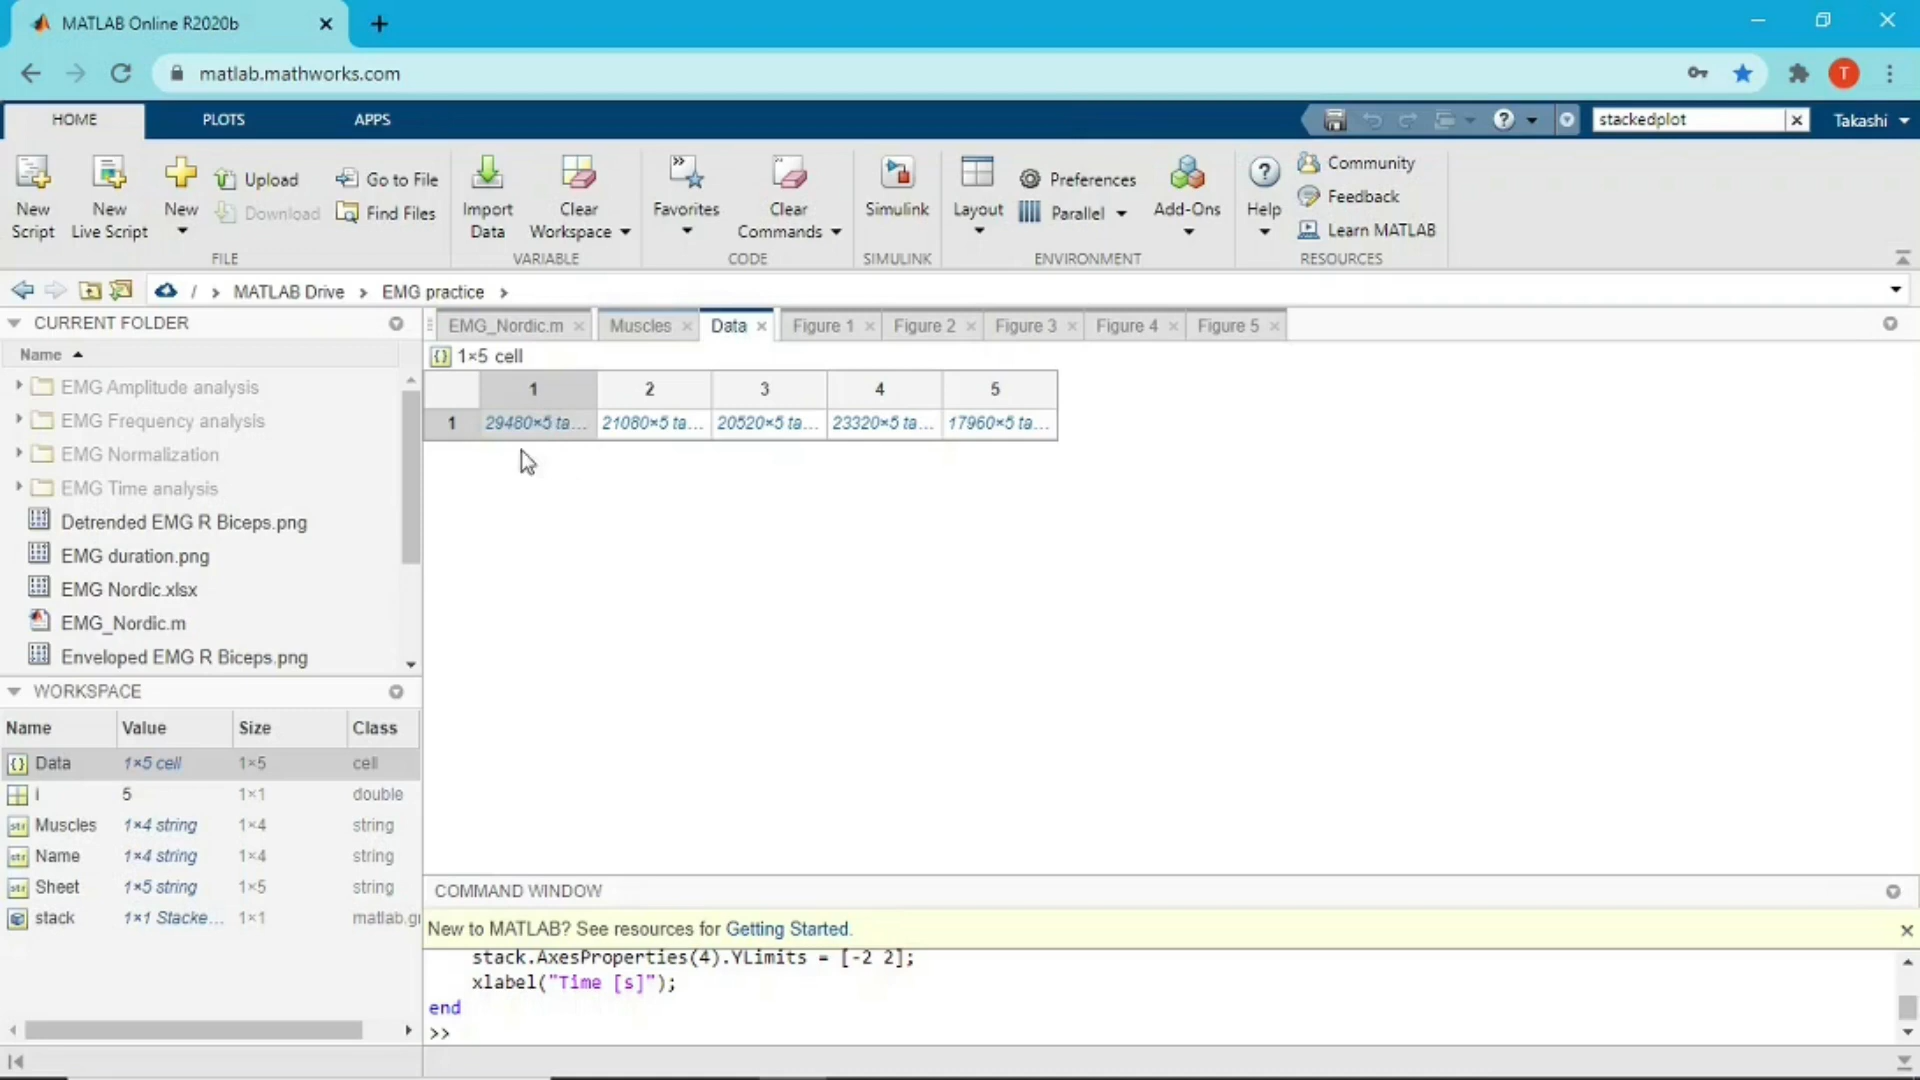 MATLAB Online R2020b
matlab.mathworks.com
T
HOME PLOTS APPS
stackedplot
Takashi
New Script
New Live Script
New
Upload
Download
Go to File
Find Files
FILE
Import Data
Clear Workspace
VARIABLE
Favorites
Clear Commands
CODE
Simulink
SIMULINK
Layout
Preferences
Parallel
Add-Ons
ENVIRONMENT
Help
Community
Feedback
Learn MATLAB
RESOURCES
/ > MATLAB Drive > EMG practice >
CURRENT FOLDER
Name
EMG Amplitude analysis
EMG Frequency analysis
EMG Normalization
EMG Time analysis
Detrended EMG R Biceps.png
EMG duration.png
EMG Nordic.xlsx
EMG_Nordic.m
Enveloped EMG R Biceps.png
WORKSPACE
Name Value Size Class
Data 1×5 cell 1×5 cell
i 5 1×1 double
Muscles 1×4 string 1×4 string
Name 1×4 string 1×4 string
Sheet 1×5 string 1×5 string
stack 1×1 Stacke... 1×1 matlab.gr
EMG_Nordic.m Muscles Data Figure 1 Figure 2 Figure 3 Figure 4 Figure 5
{} 1×5 cell
1 2 3 4 5
1 29480×5 ta... 21080×5 ta... 20520×5 ta... 23320×5 ta... 17960×5 ta...
COMMAND WINDOW
New to MATLAB? See resources for Getting Started.
stack.AxesProperties(4).YLimits = [-2 2];
xlabel("Time [s]");
end
>>